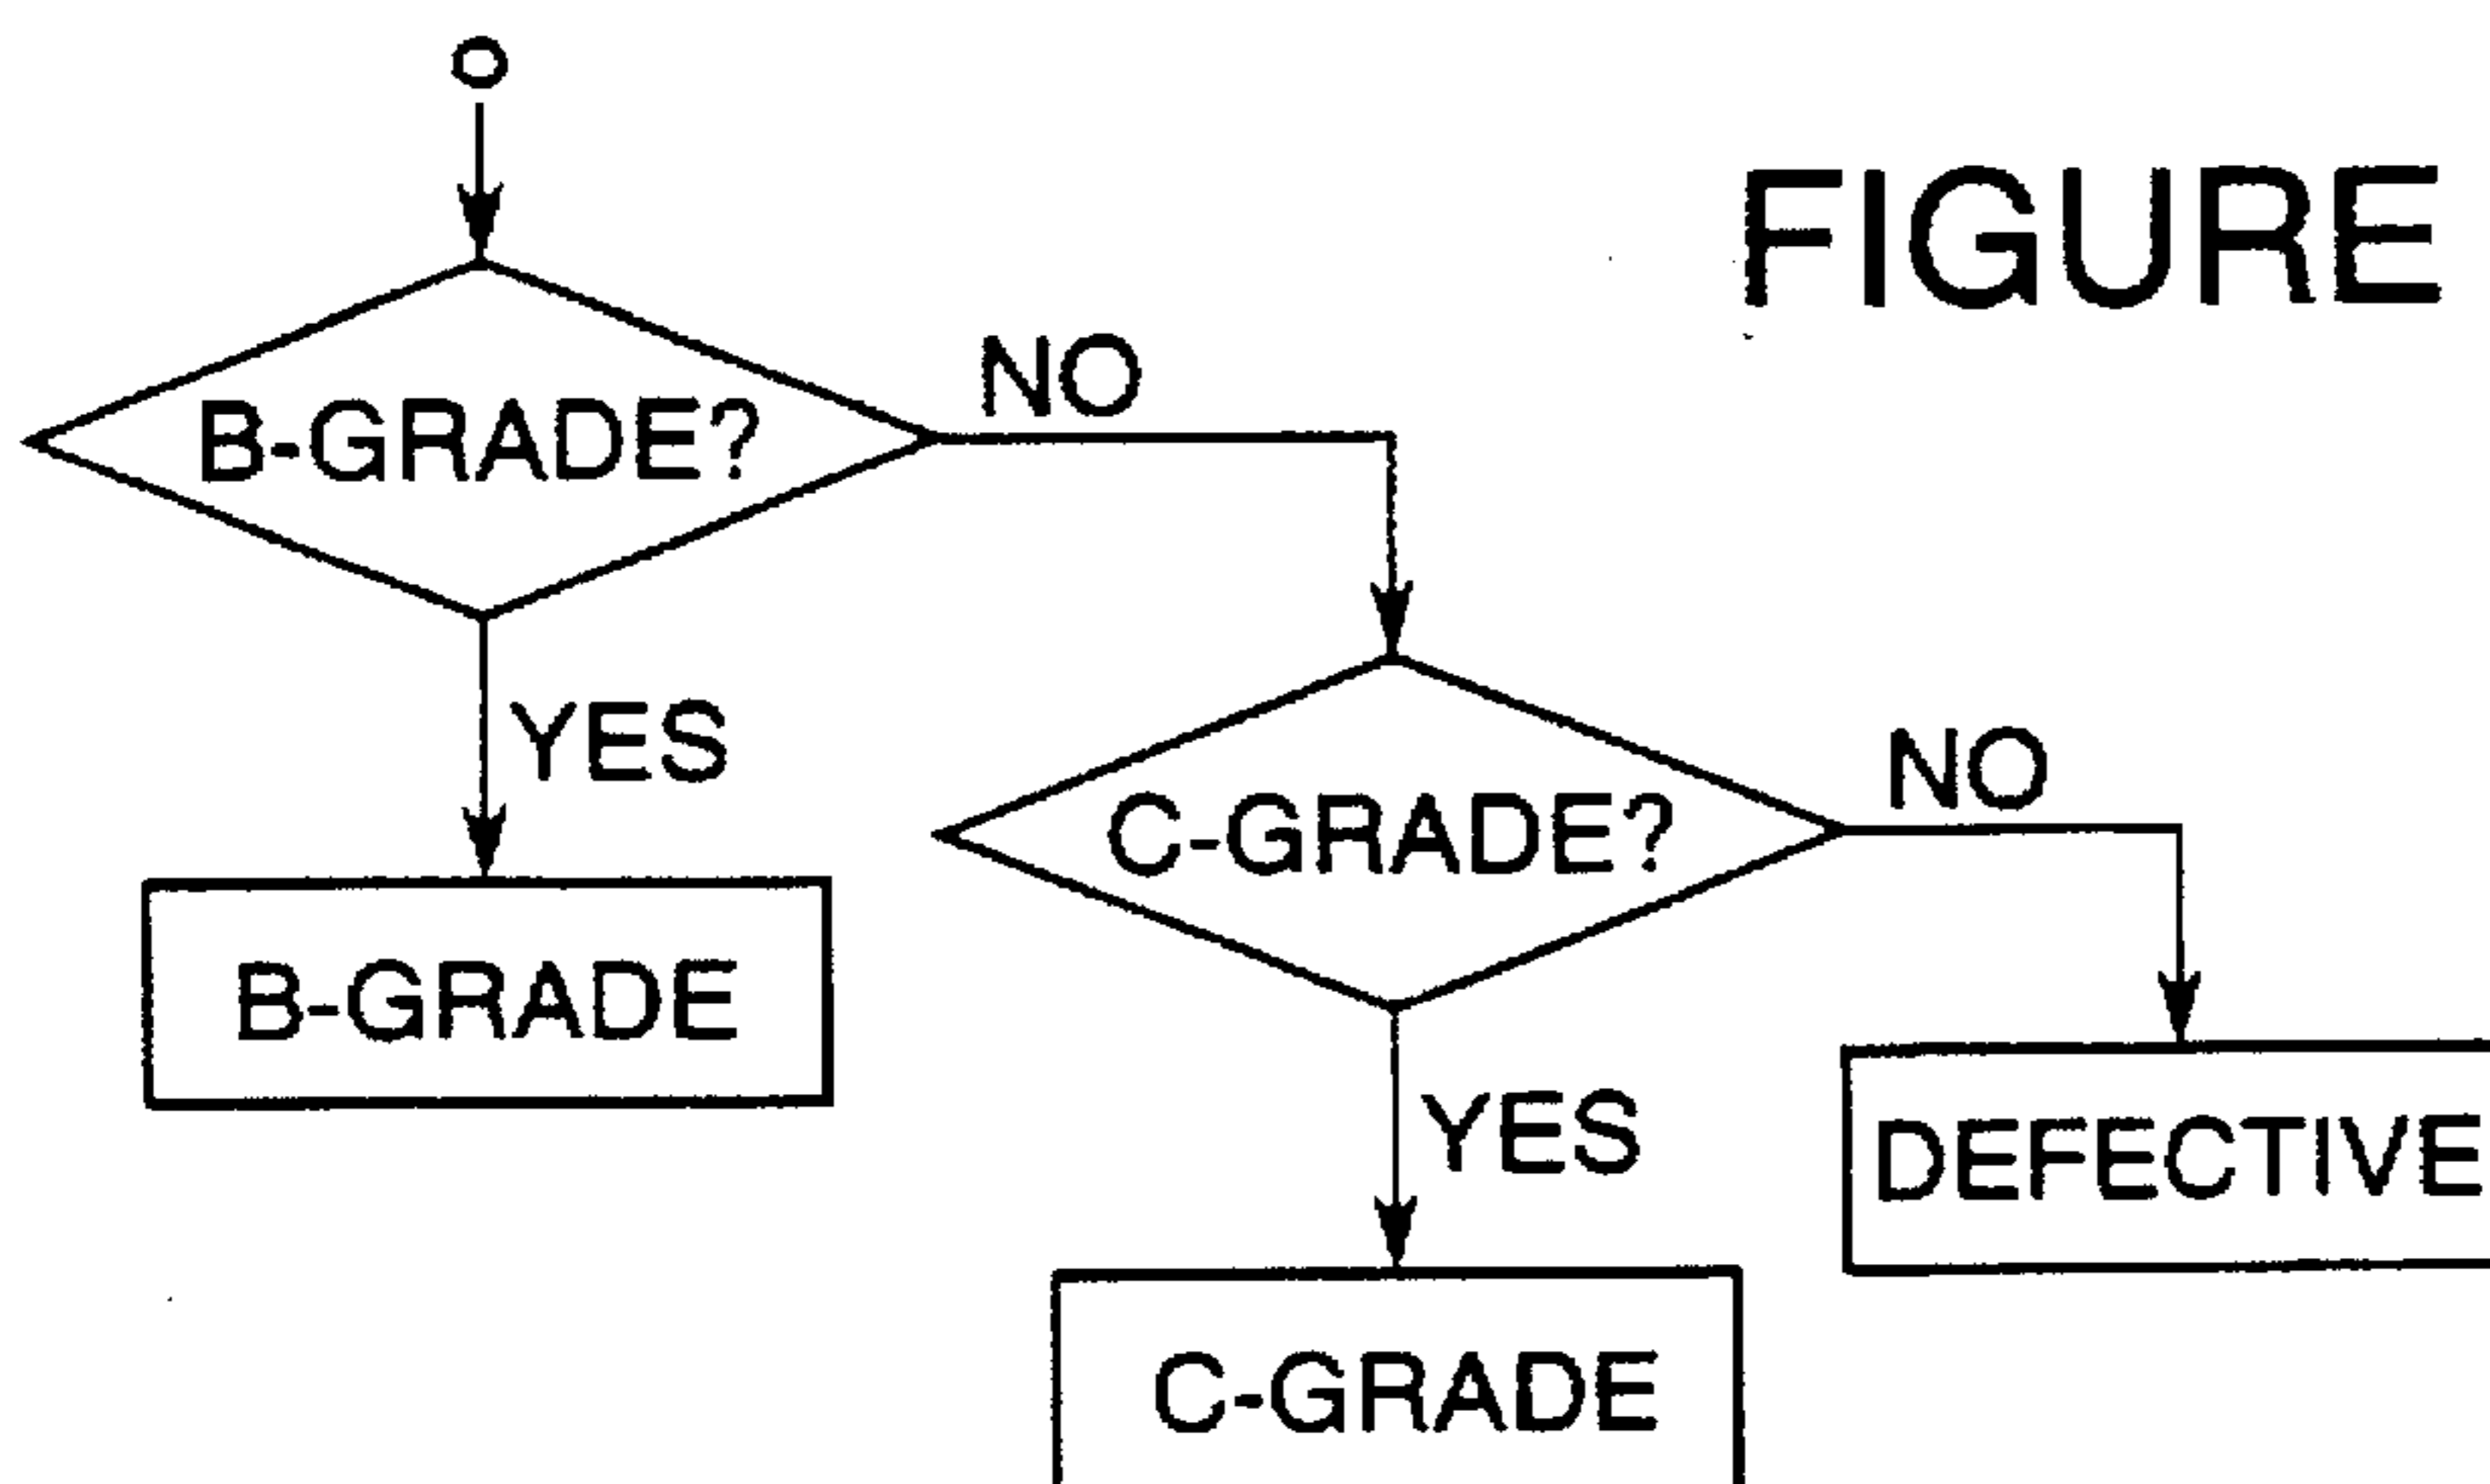 FIGURE
B-GRADE?
NO
YES
B-GRADE
C-GRADE?
NO
YES
DEFECTIVE
C-GRADE